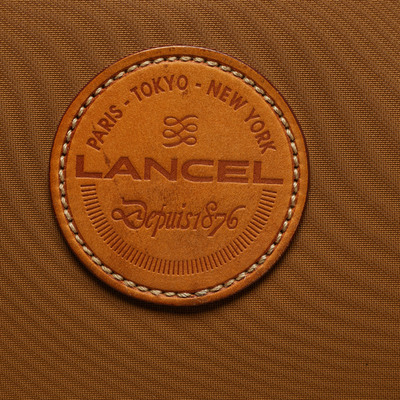 PARIS - TOKYO - NEW YORK
LANCEL
Depuis 1876